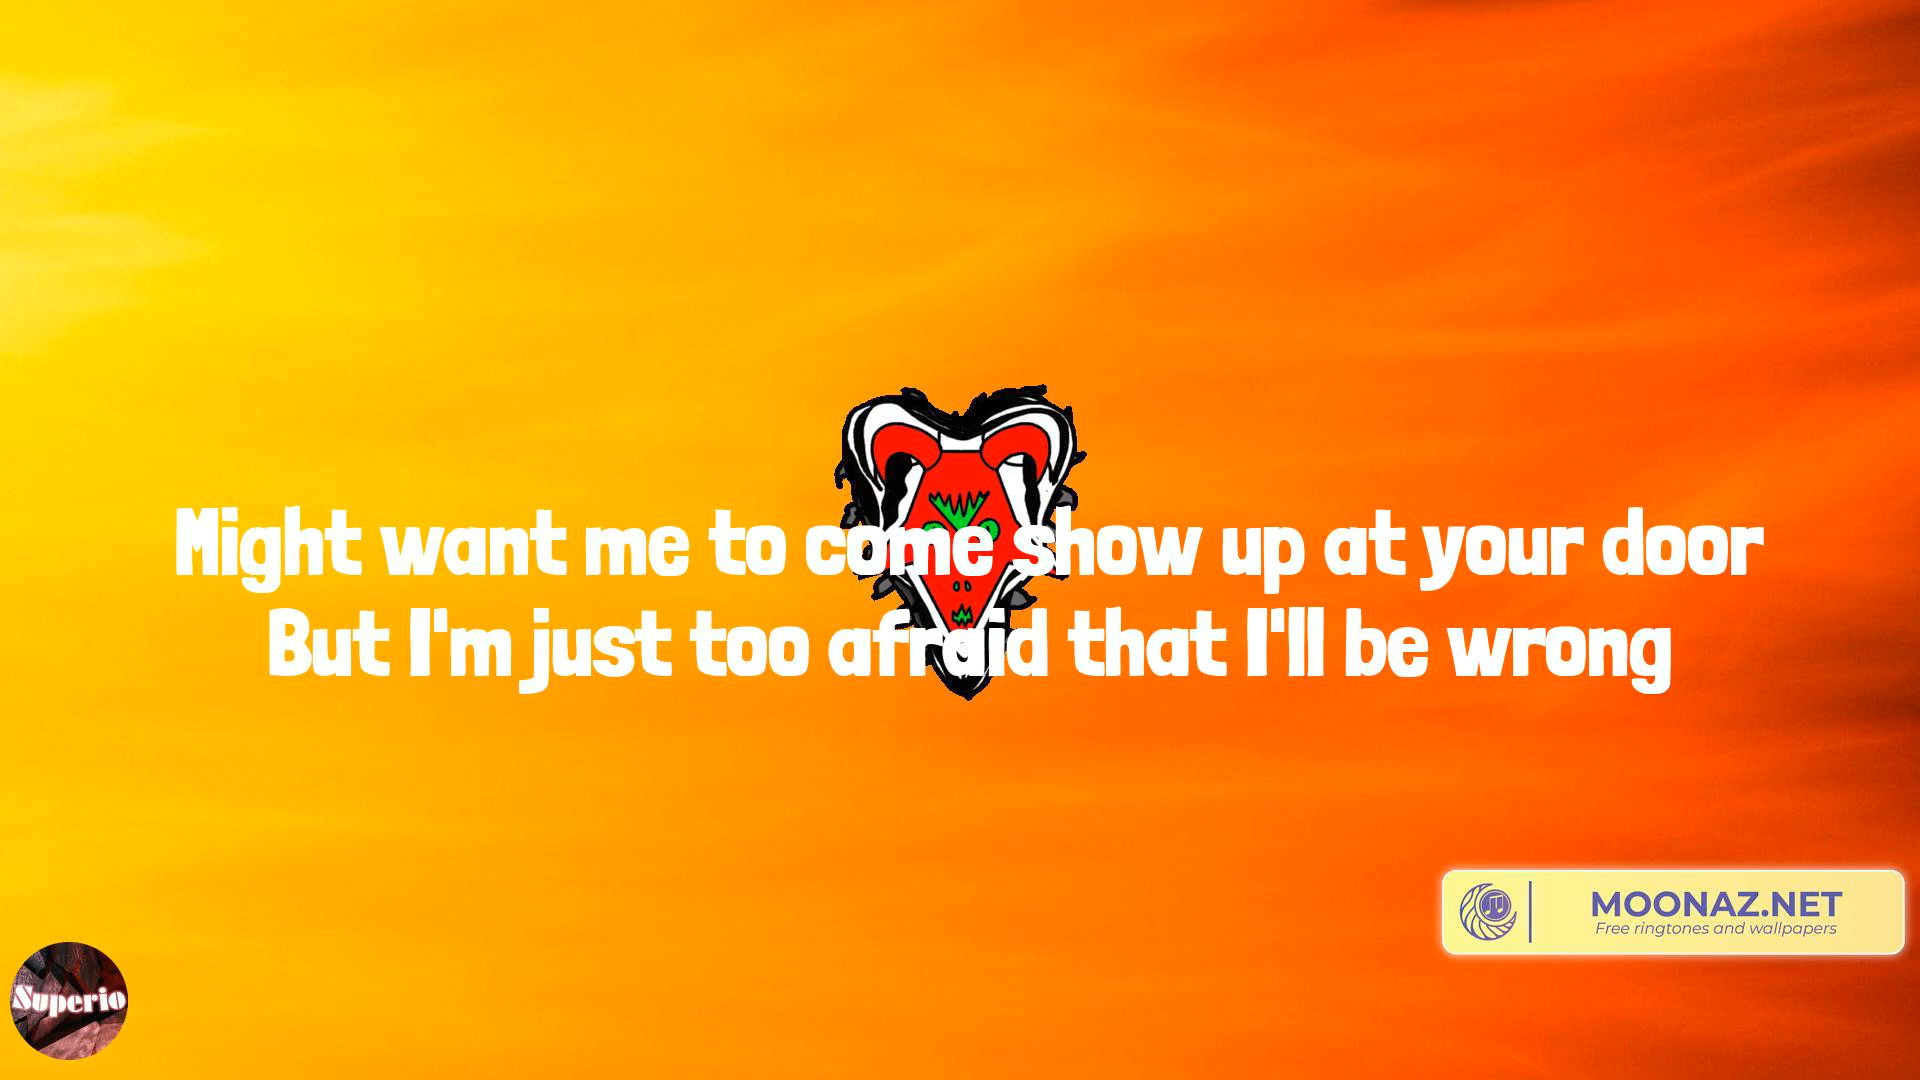 Might want me to come show up at your door
But I'm just too afraid that I'll be wrong
MOONAZ.NET
Free ringtones and wallpapers
Superio